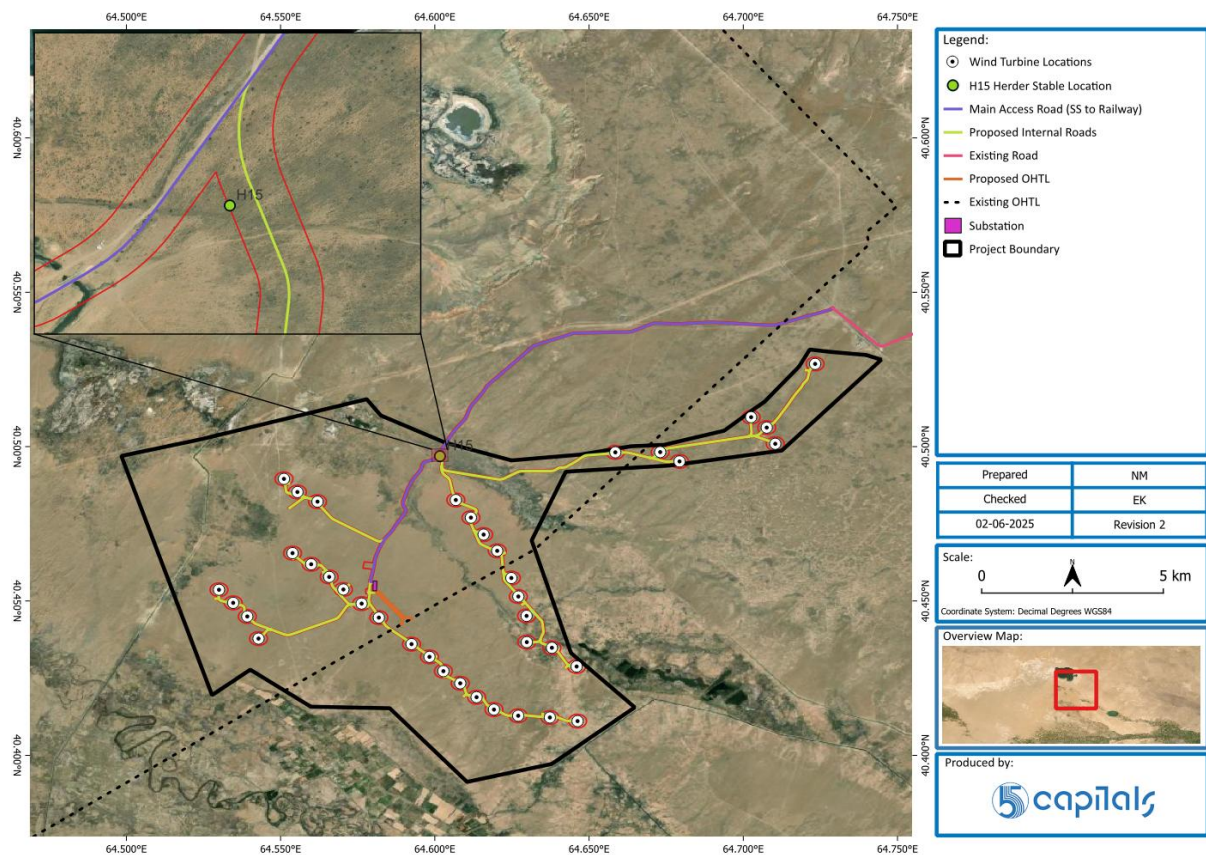 64.500°E
64.550°E
64.600°E
64.650°E
64.700°E
64.750°E
40.600°N
40.550°N
40.500°N
40.450°N
40.400°N
H15
H15
40.600°N
40.550°N
40.500°N
40.450°N
40.400°N
64.500°E
64.550°E
64.600°E
64.650°E
64.700°E
64.750°E
Legend:
Wind Turbine Locations
H15 Herder Stable Location
Main Access Road (SS to Railway)
Proposed Internal Roads
Existing Road
Proposed OHTL
Existing OHTL
Substation
Project Boundary
Prepared NM
Checked EK
02-06-2025 Revision 2
Scale:
N
0 5 km
Coordinate System: Decimal Degrees WGS84
Overview Map:
Produced by:
5 capitals